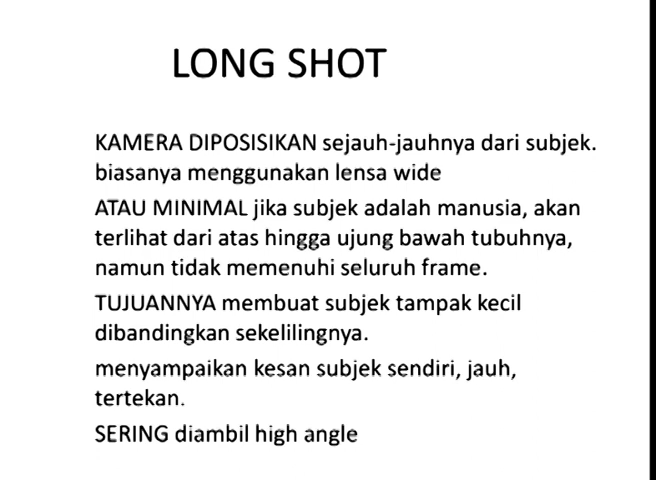 LONG SHOT
KAMERA DIPOSISIKAN sejauh-jauhnya dari subjek.
biasanya menggunakan lensa wide
ATAU MINIMAL jika subjek adalah manusia, akan
terlihat dari atas hingga ujung bawah tubuhnya,
namun tidak memenuhi seluruh frame.
TUJUANNYA membuat subjek tampak kecil
dibandingkan sekelilingnya.
menyampaikan kesan subjek sendiri, jauh,
tertekan.
SERING diambil high angle